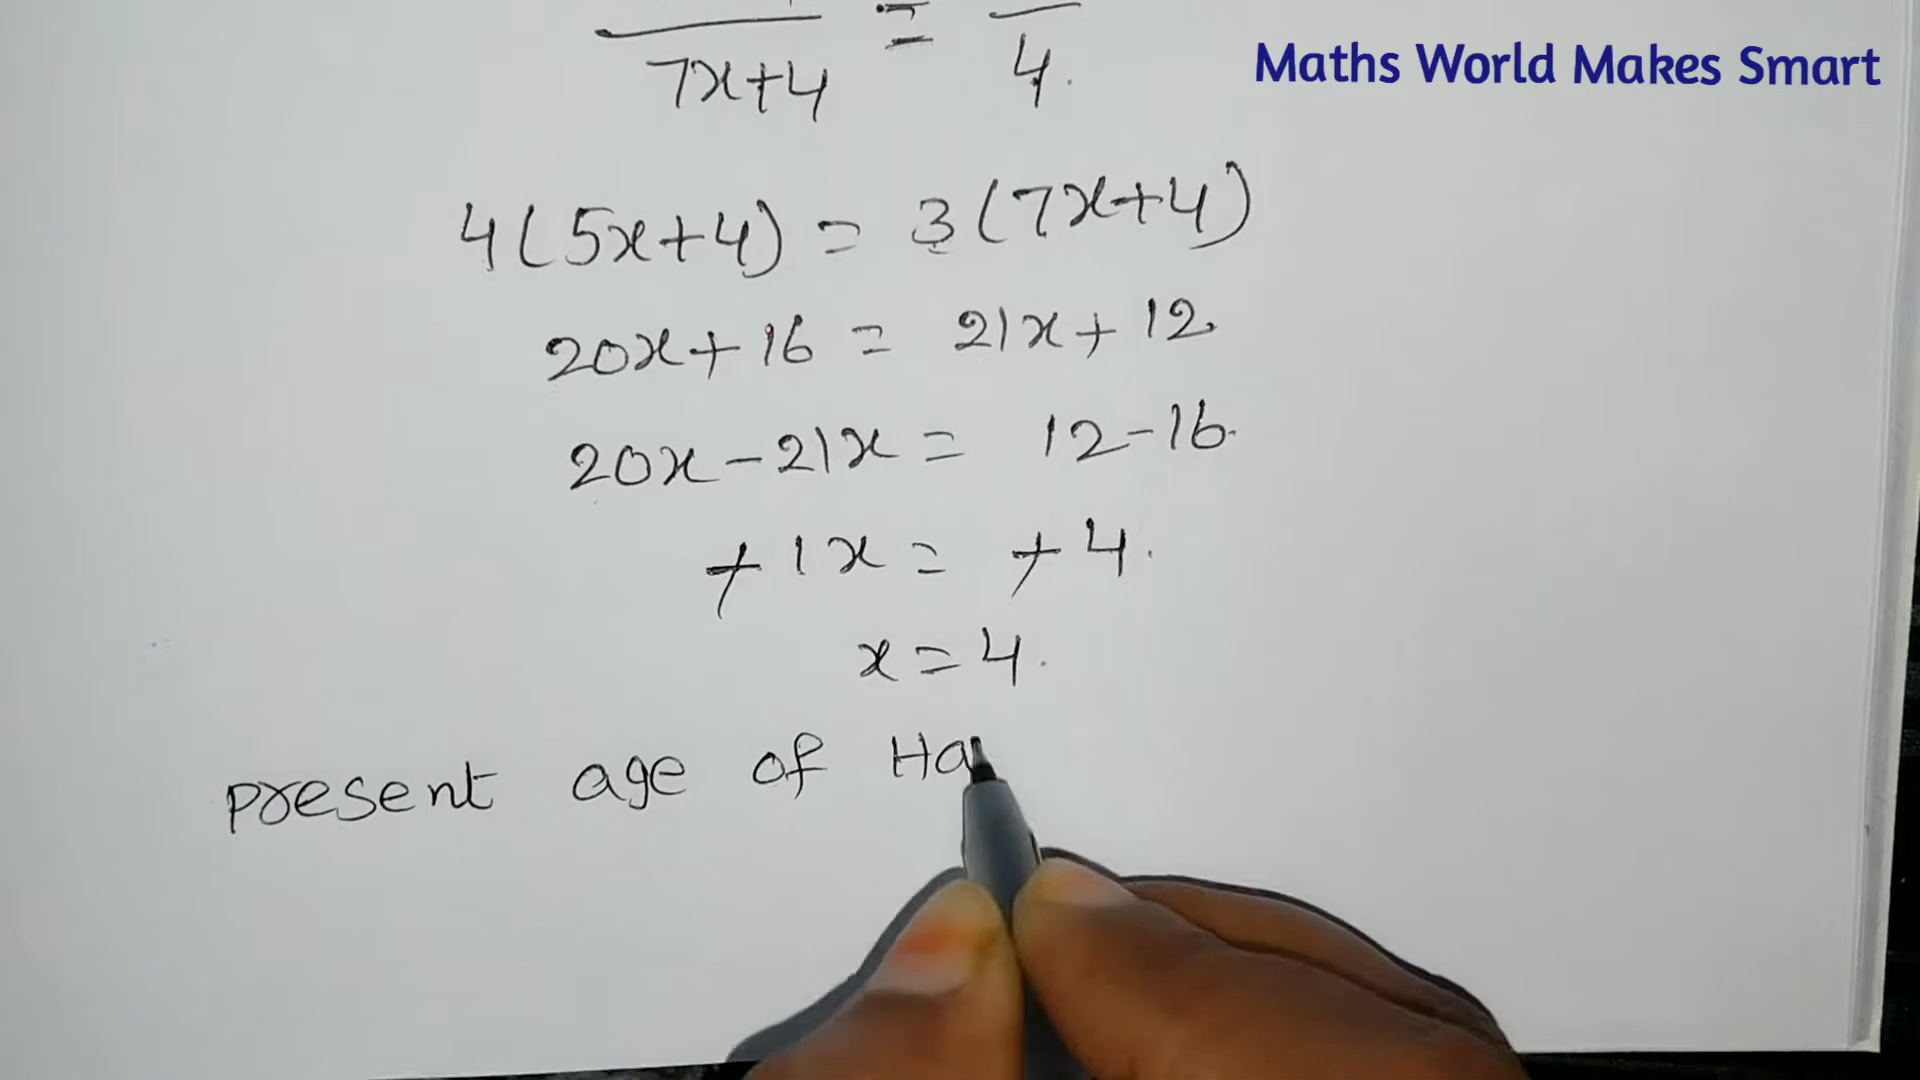 Maths World Makes Smart
7x+4 = 4.
4(5x+4) = 3(7x+4)
20x+16 = 21x+12.
20x-21x = 12-16.
+1x = +4.
x=4.
present age of Ha